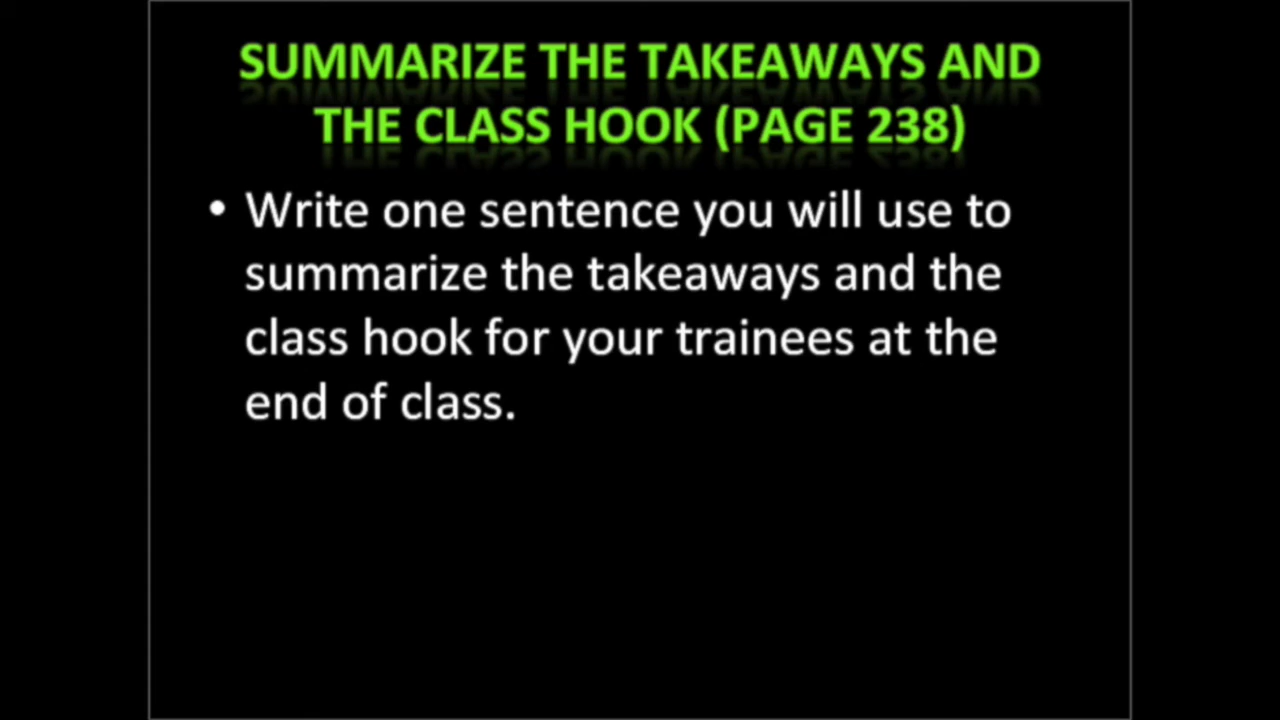 SUMMARIZE THE TAKEAWAYS AND
THE CLASS HOOK (PAGE 238)
• Write one sentence you will use to
summarize the takeaways and the
class hook for your trainees at the
end of class.